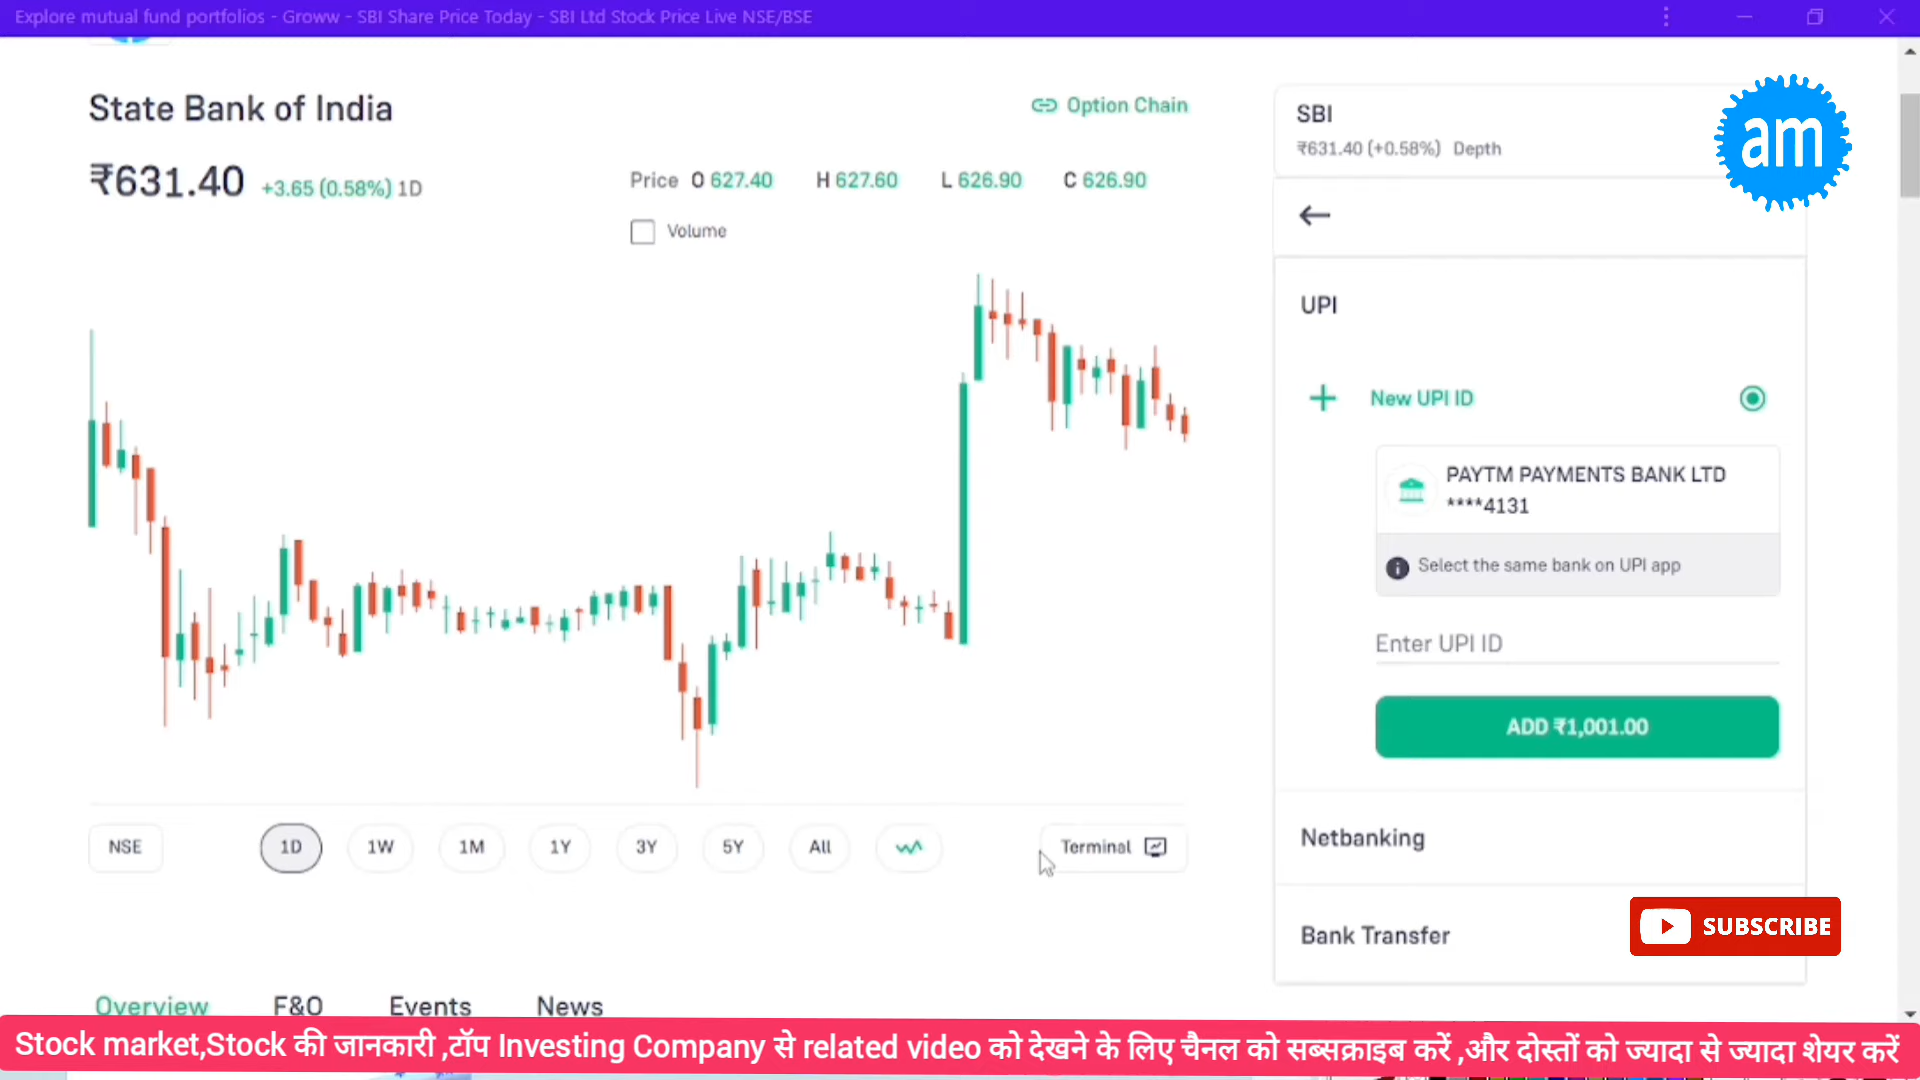 Explore mutual fund portfolios - Groww - SBI Share Price Today - SBI Ltd Stock Price Live NSE/BSE
State Bank of India
Option Chain
₹631.40 +3.65 (0.58%) 1D
Price O 627.40 H 627.60 L 626.90 C 626.90
Volume
SBI
₹631.40 (+0.58%) Depth
am
UPI
New UPI ID
PAYTM PAYMENTS BANK LTD
****4131
Select the same bank on UPI app
Enter UPI ID
ADD ₹1,001.00
Netbanking
Bank Transfer
SUBSCRIBE
NSE 1D 1W 1M 1Y 3Y 5Y All Terminal
Overview F&O Events News
Stock market,Stock की जानकारी ,टॉप Investing Company से related video को देखने के लिए चैनल को सब्सक्राइब करें ,और दोस्तों को ज्यादा से ज्यादा शेयर करें